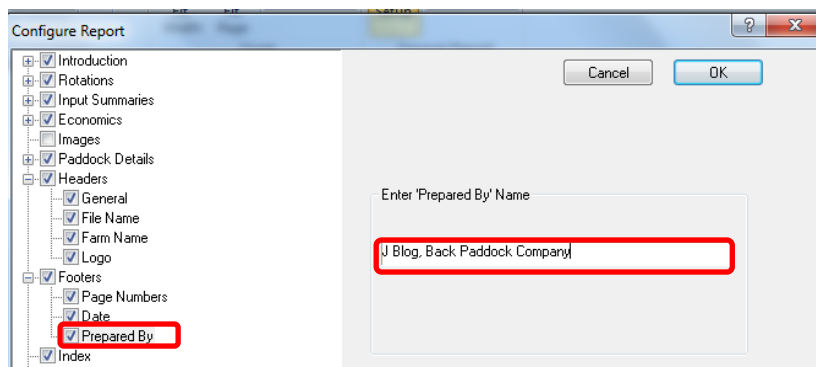 Setup
Configure Report
Introduction
Rotations
Input Summaries
Economics
Images
Paddock Details
Headers
General
File Name
Farm Name
Logo
Footers
Page Numbers
Date
Prepared By
Index
Cancel
OK
Enter 'Prepared By' Name
J Blog, Back Paddock Company